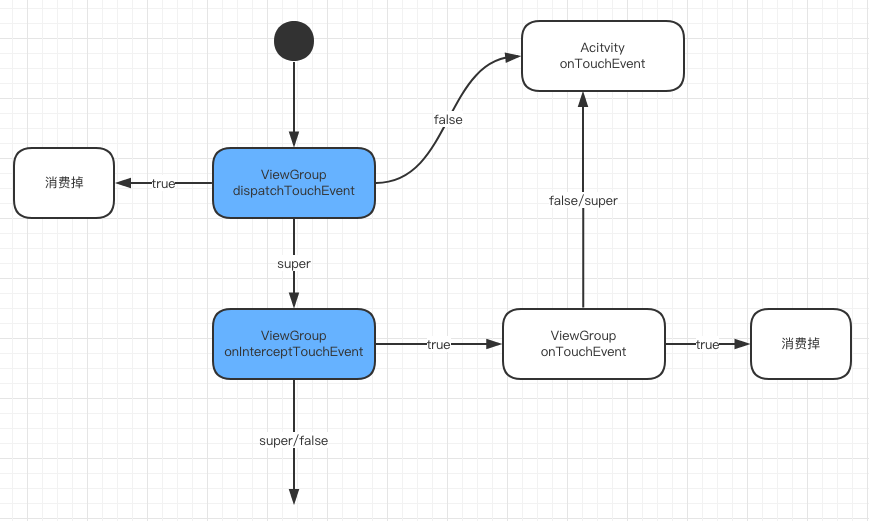 Acitvity
onTouchEvent
false
ViewGroup
dispatchTouchEvent
true
消费掉
false/super
super
ViewGroup
onInterceptTouchEvent
true
ViewGroup
onTouchEvent
true
消费掉
super/false